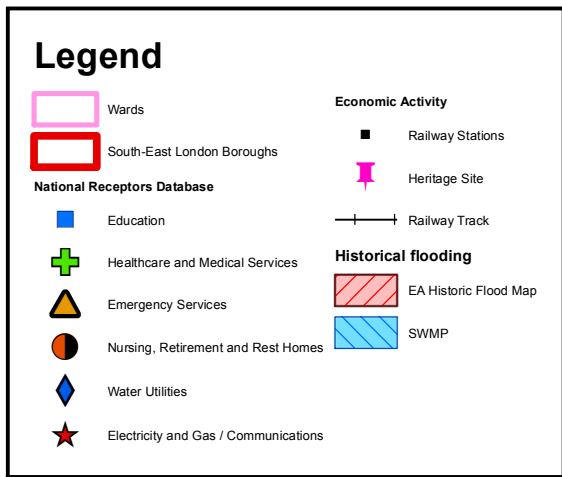 Legend
Wards
South-East London Boroughs
National Receptors Database
Education
Healthcare and Medical Services
Emergency Services
Nursing, Retirement and Rest Homes
Water Utilities
Electricity and Gas / Communications
Economic Activity
Railway Stations
Heritage Site
Railway Track
Historical flooding
EA Historic Flood Map
SWMP